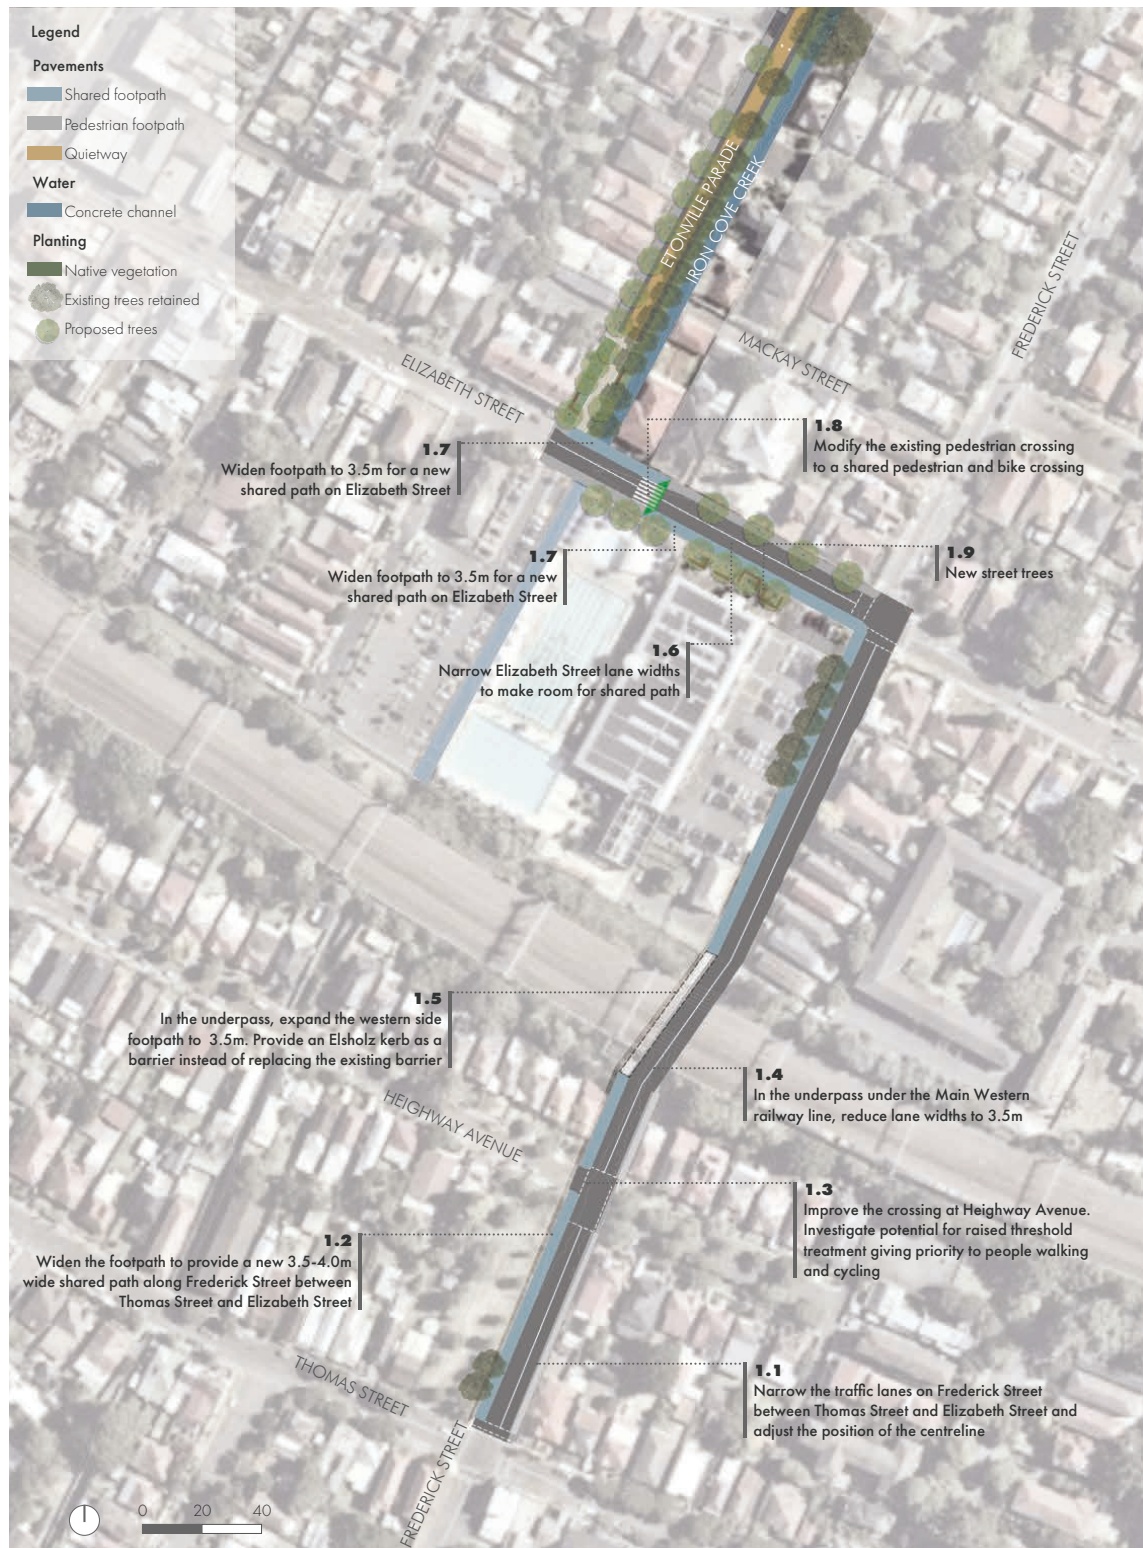 Legend
Pavements
Shared footpath
Pedestrian footpath
Quietway
Water
Concrete channel
Planting
Native vegetation
Existing trees retained
Proposed trees
ETONVILLE PARADE
IRON COVE CREEK
FREDERICK STREET
MACKAY STREET
ELIZABETH STREET
1.8
Modify the existing pedestrian crossing
to a shared pedestrian and bike crossing
1.7
Widen footpath to 3.5m for a new
shared path on Elizabeth Street
1.9
New street trees
1.7
Widen footpath to 3.5m for a new
shared path on Elizabeth Street
1.6
Narrow Elizabeth Street lane widths
to make room for shared path
1.5
In the underpass, expand the western side
footpath to 3.5m. Provide an Elsholz kerb as a
barrier instead of replacing the existing barrier
1.4
In the underpass under the Main Western
railway line, reduce lane widths to 3.5m
HEIGHWAY AVENUE
1.3
Improve the crossing at Heighway Avenue.
Investigate potential for raised threshold
treatment giving priority to people walking
and cycling
1.2
Widen the footpath to provide a new 3.5-4.0m
wide shared path along Frederick Street between
Thomas Street and Elizabeth Street
1.1
Narrow the traffic lanes on Frederick Street
between Thomas Street and Elizabeth Street and
adjust the position of the centreline
THOMAS STREET
FREDERICK STREET
0 20 40